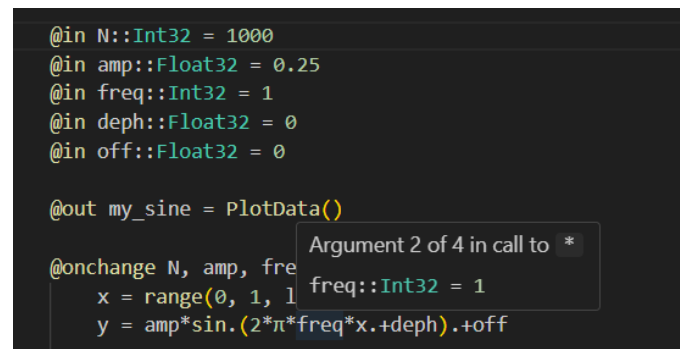 @in N::Int32 = 1000
@in amp::Float32 = 0.25
@in freq::Int32 = 1
@in deph::Float32 = 0
@in off::Float32 = 0
@out my_sine = PlotData()
Argument 2 of 4 in call to *
freq::Int32 = 1
@onchange N, amp, fre
x = range(0, 1, l
y = amp*sin.(2*π*freq*x.+deph).+off